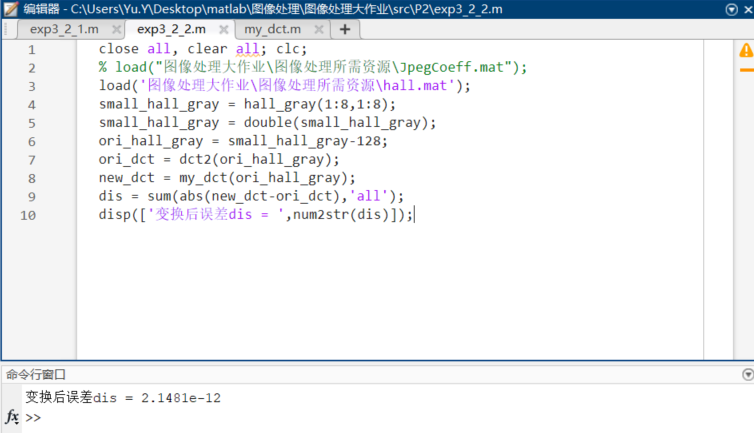 编辑器 - C:\Users\Yu.Y\Desktop\matlab\图像处理\图像处理大作业\src\P2\exp3_2_2.m
exp3_2_1.m exp3_2_2.m my_dct.m
1 close all, clear all; clc;
2 % load("图像处理大作业\图像处理所需资源\JpegCoeff.mat");
3 load('图像处理大作业\图像处理所需资源\hall.mat');
4 small_hall_gray = hall_gray(1:8,1:8);
5 small_hall_gray = double(small_hall_gray);
6 ori_hall_gray = small_hall_gray-128;
7 ori_dct = dct2(ori_hall_gray);
8 new_dct = my_dct(ori_hall_gray);
9 dis = sum(abs(new_dct-ori_dct),'all');
10 disp(['变换后误差dis = ',num2str(dis)]);
命令行窗口
变换后误差dis = 2.1481e-12
fx >>